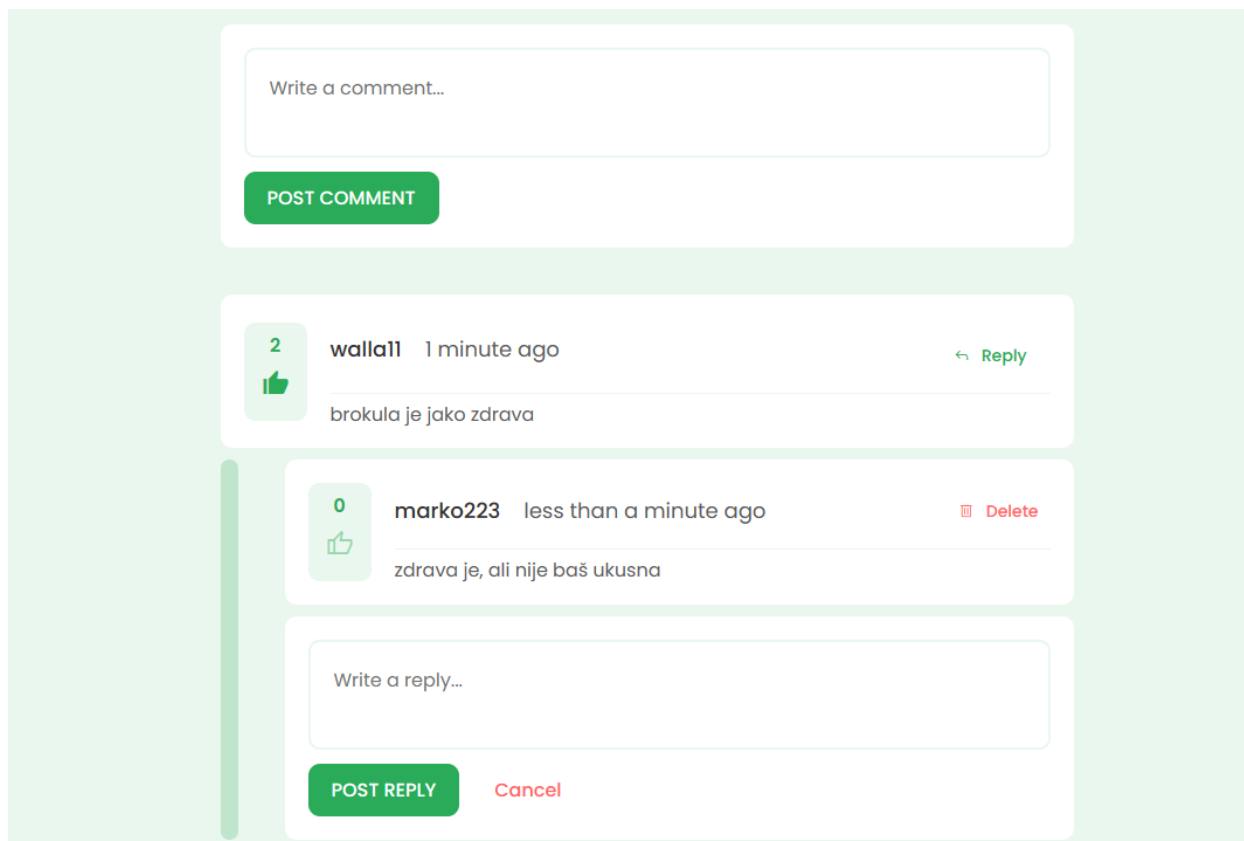 Write a comment...
POST COMMENT
2
walla11 1 minute ago
Reply
brokula je jako zdrava
0
marko223 less than a minute ago
Delete
zdrava je, ali nije baš ukusna
Write a reply...
POST REPLY
Cancel